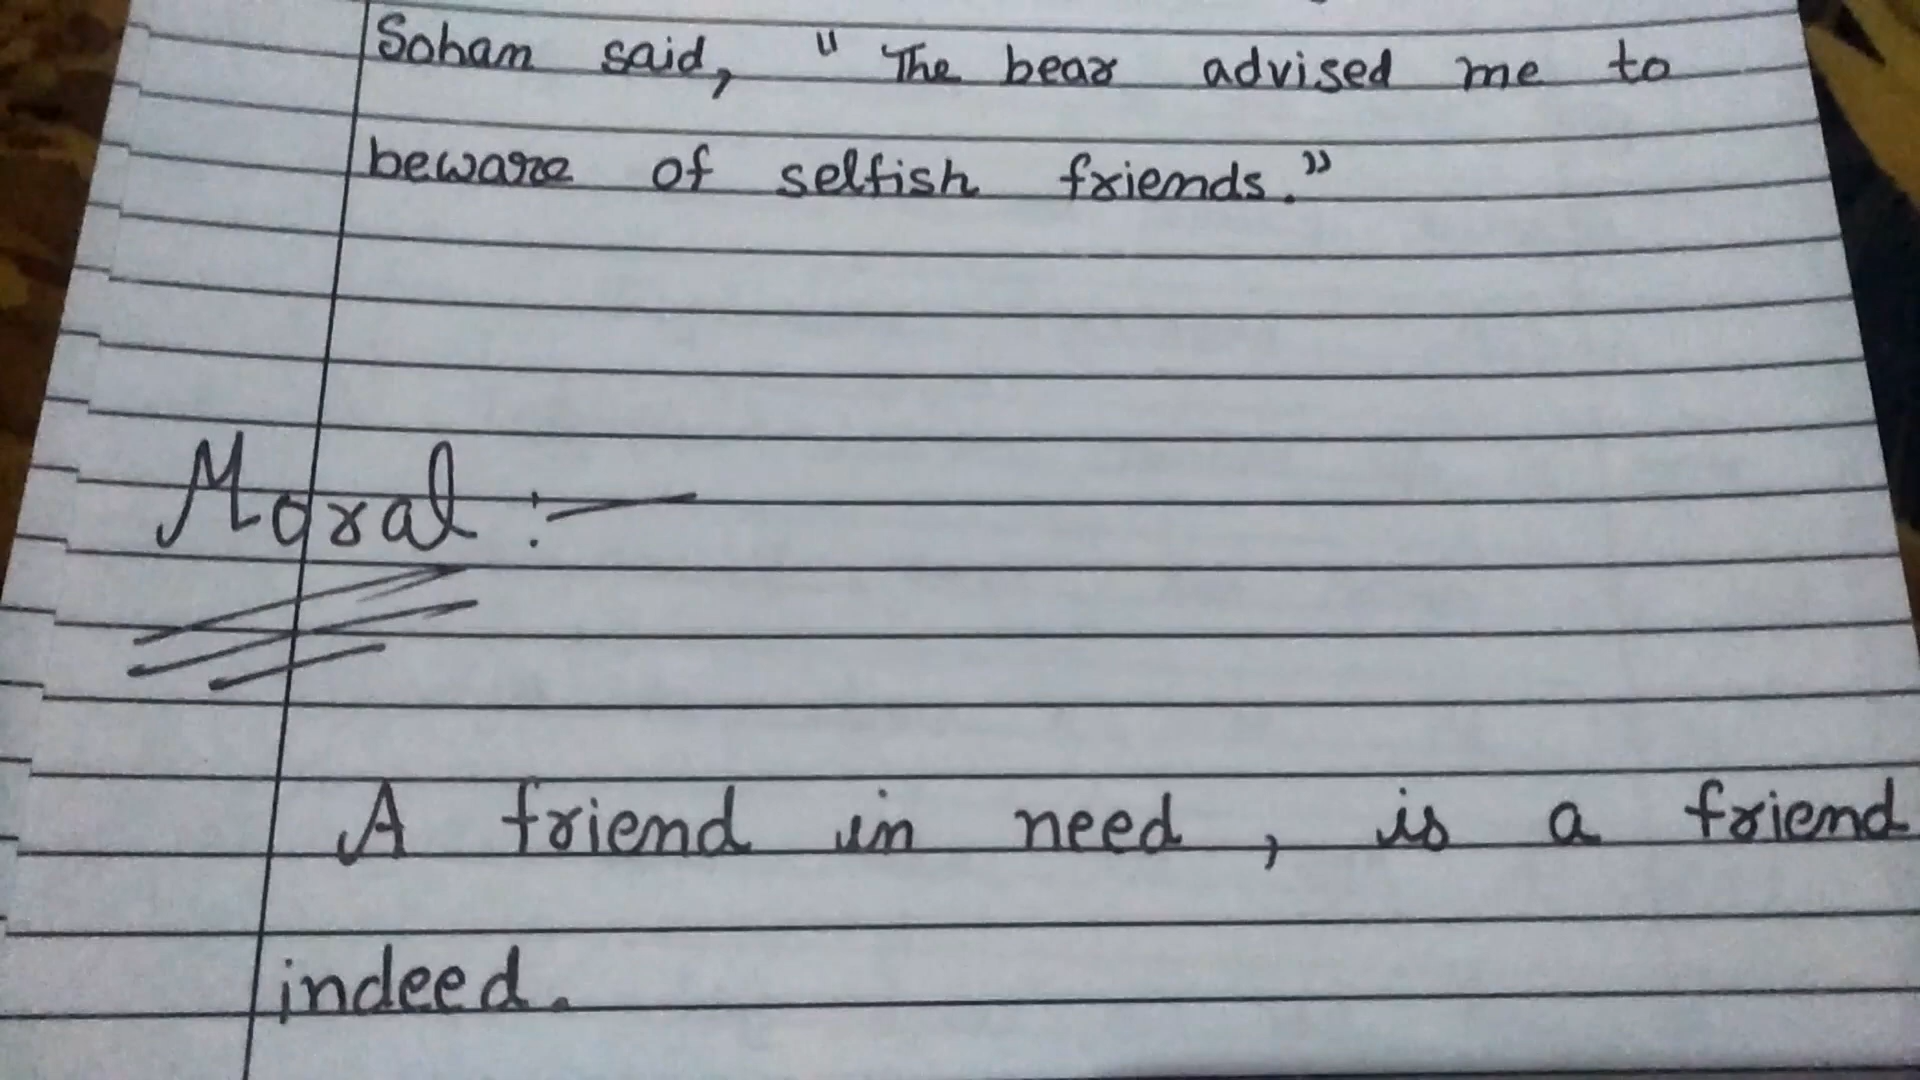 Soham said, " The bear advised me to
beware of selfish friends."
Moral :-
A friend in need , is a friend
indeed.